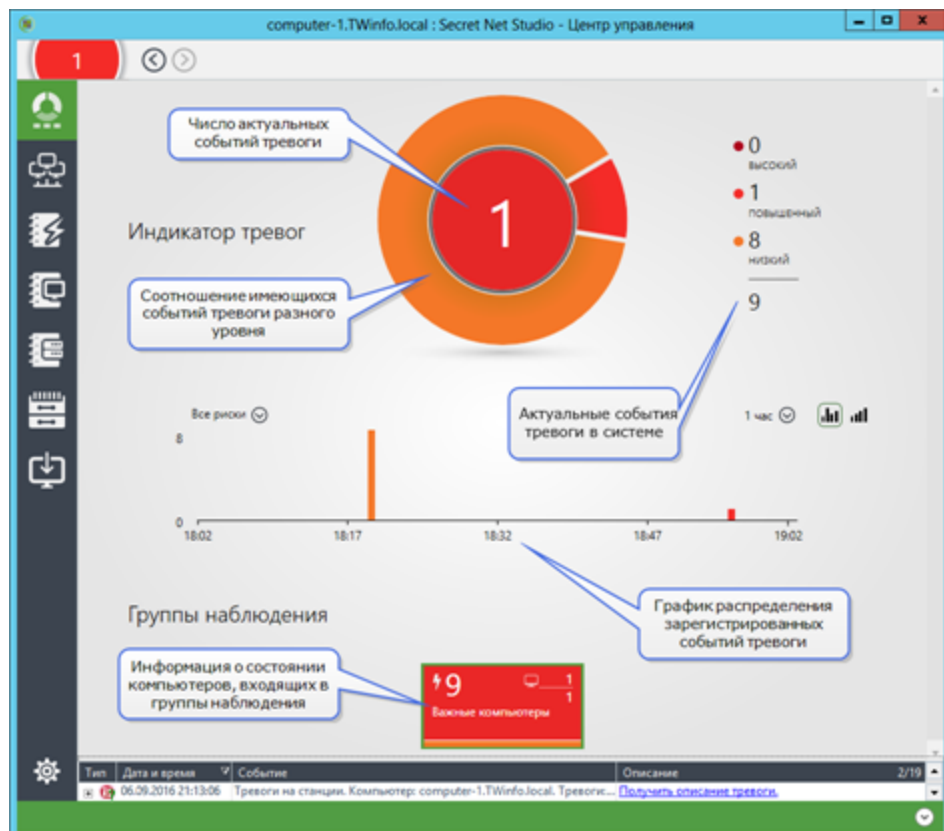 computer-1.TWinfo.local : Secret Net Studio - Центр управления
1
Число актуальных
событий тревоги
1
0
высокий
1
повышенный
8
низкий
9
Индикатор тревог
Соотношение имеющихся
событий тревоги разного
уровня
Актуальные события
тревоги в системе
Все риски
1 час
8
0
18:02
18:17
18:32
18:47
19:02
График распределения
зарегистрированных
событий тревоги
Группы наблюдения
Информация о состоянии
компьютеров, входящих в
группы наблюдения
9
1
1
Важные компьютеры
Тип Дата и время Событие Описание 2/19
06.09.2016 21:13:06 Тревоги на станции. Компьютер: computer-1.TWinfo.local. Тревоги:... Получить описание тревоги.